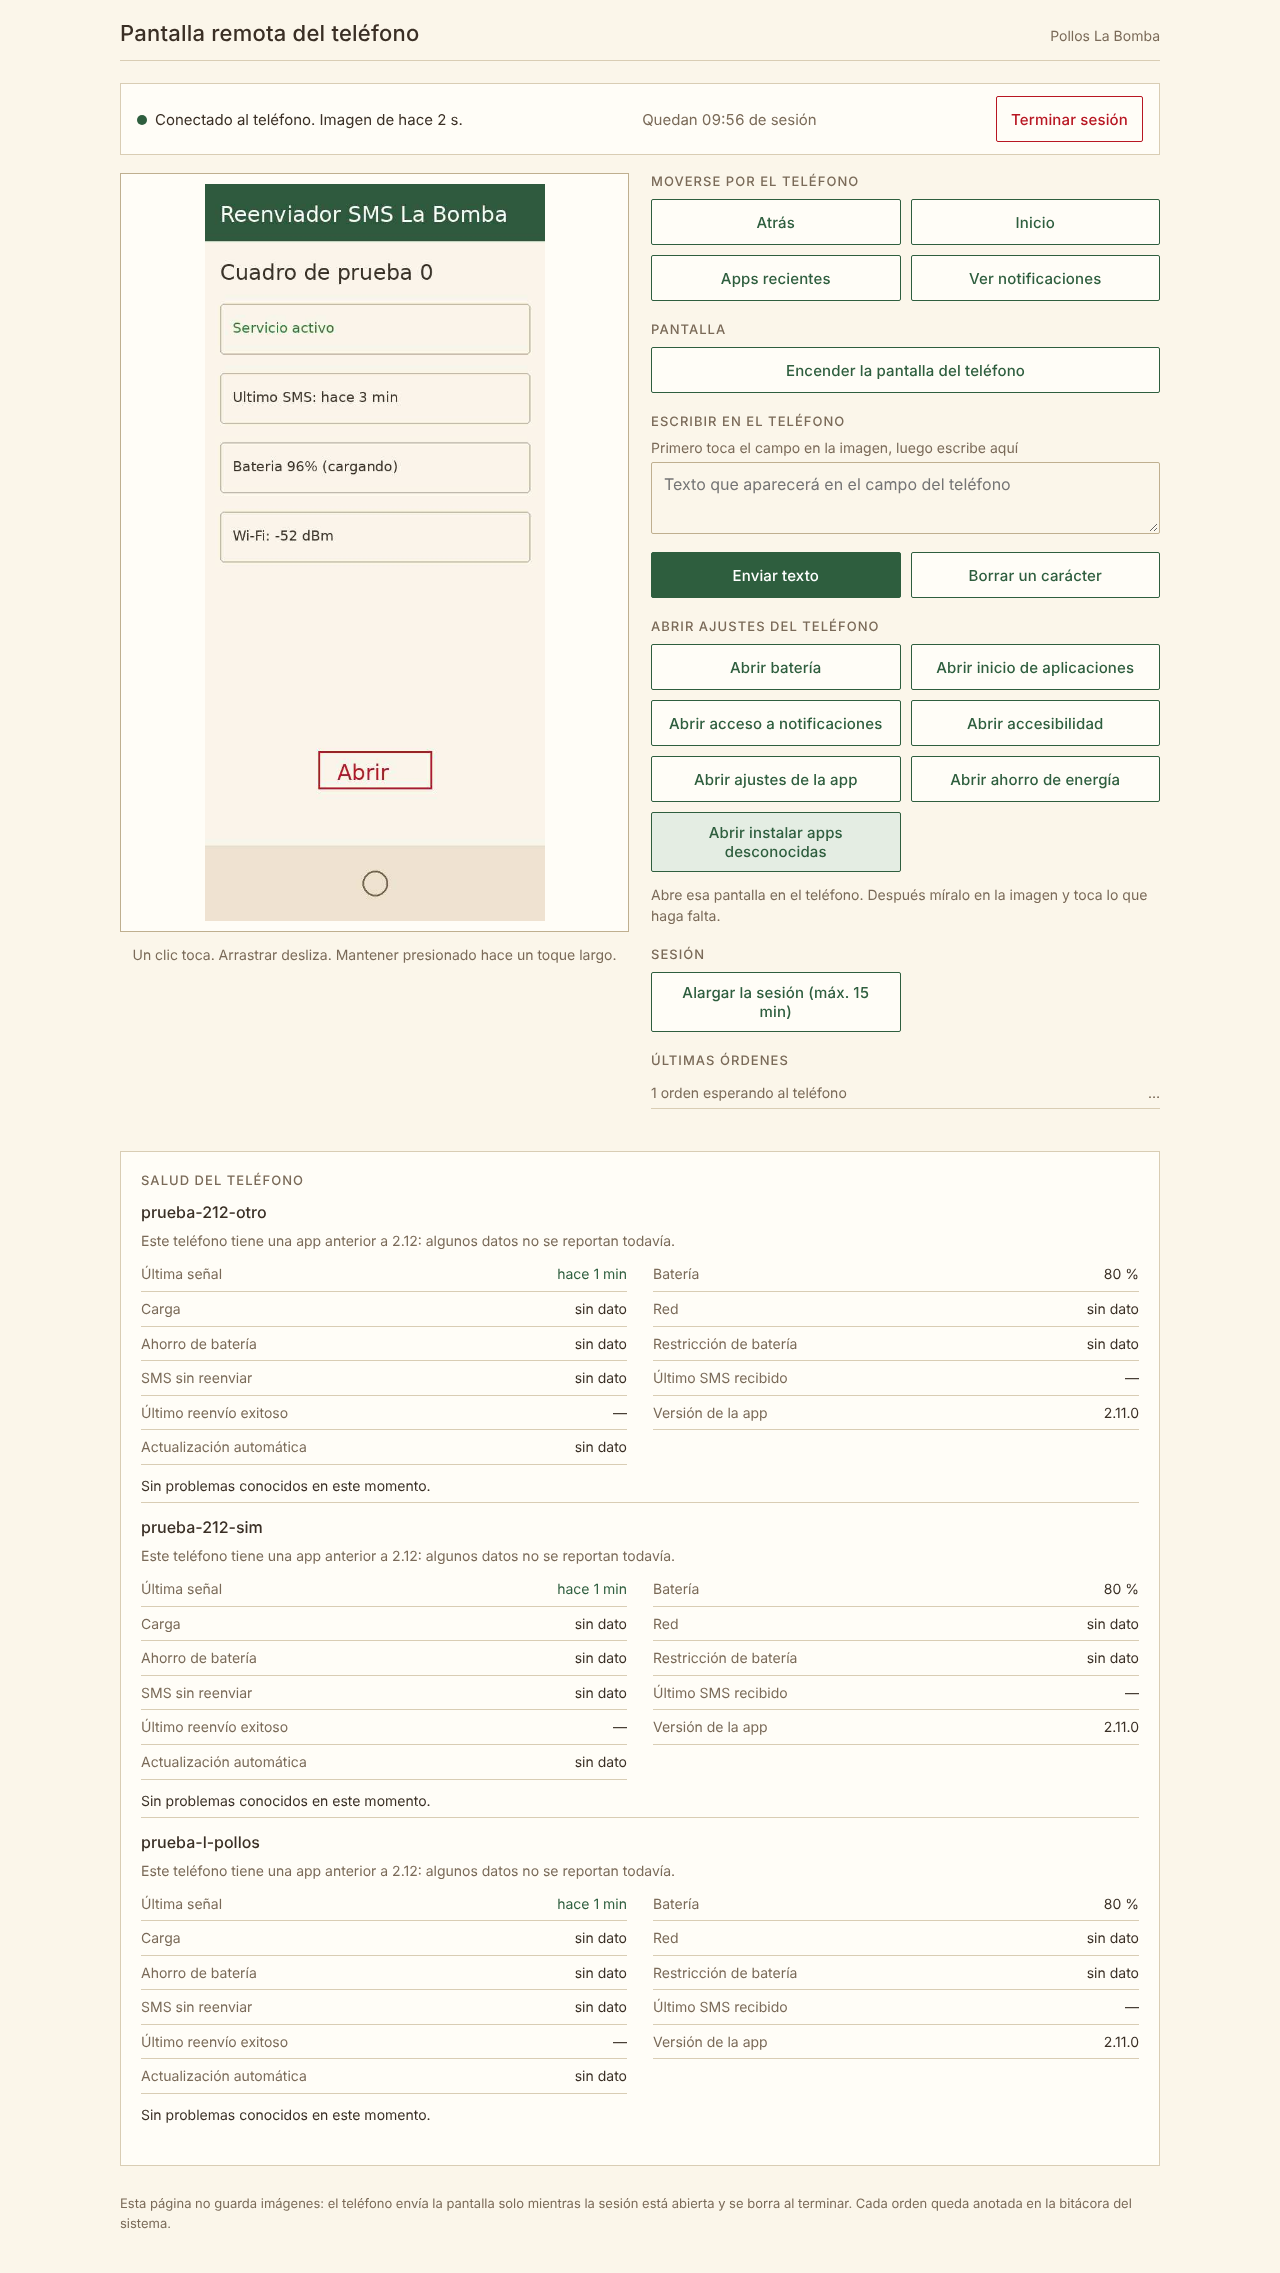 Pantalla remota del teléfono
Pollos La Bomba
Conectado al teléfono. Imagen de hace 2 s.
Quedan 09:56 de sesión
Terminar sesión
Reenviador SMS La Bomba
Cuadro de prueba 0
Servicio activo
Ultimo SMS: hace 3 min
Bateria 96% (cargando)
Wi-Fi: -52 dBm
Abrir
Un clic toca. Arrastrar desliza. Mantener presionado hace un toque largo.
MOVERSE POR EL TELÉFONO
Atrás
Inicio
Apps recientes
Ver notificaciones
PANTALLA
Encender la pantalla del teléfono
ESCRIBIR EN EL TELÉFONO
Primero toca el campo en la imagen, luego escribe aquí
Texto que aparecerá en el campo del teléfono
Enviar texto
Borrar un carácter
ABRIR AJUSTES DEL TELÉFONO
Abrir batería
Abrir inicio de aplicaciones
Abrir acceso a notificaciones
Abrir accesibilidad
Abrir ajustes de la app
Abrir ahorro de energía
Abrir instalar apps
desconocidas
Abre esa pantalla en el teléfono. Después míralo en la imagen y toca lo que
haga falta.
SESIÓN
Alargar la sesión (máx. 15
min)
ÚLTIMAS ÓRDENES
1 orden esperando al teléfono
...
SALUD DEL TELÉFONO
prueba-212-otro
Este teléfono tiene una app anterior a 2.12: algunos datos no se reportan todavía.
Última señal hace 1 min
Batería 80 %
Carga sin dato
Red sin dato
Ahorro de batería sin dato
Restricción de batería sin dato
SMS sin reenviar sin dato
Último SMS recibido —
Último reenvío exitoso —
Versión de la app 2.11.0
Actualización automática sin dato
Sin problemas conocidos en este momento.
prueba-212-sim
Este teléfono tiene una app anterior a 2.12: algunos datos no se reportan todavía.
Última señal hace 1 min
Batería 80 %
Carga sin dato
Red sin dato
Ahorro de batería sin dato
Restricción de batería sin dato
SMS sin reenviar sin dato
Último SMS recibido —
Último reenvío exitoso —
Versión de la app 2.11.0
Actualización automática sin dato
Sin problemas conocidos en este momento.
prueba-l-pollos
Este teléfono tiene una app anterior a 2.12: algunos datos no se reportan todavía.
Última señal hace 1 min
Batería 80 %
Carga sin dato
Red sin dato
Ahorro de batería sin dato
Restricción de batería sin dato
SMS sin reenviar sin dato
Último SMS recibido —
Último reenvío exitoso —
Versión de la app 2.11.0
Actualización automática sin dato
Sin problemas conocidos en este momento.
Esta página no guarda imágenes: el teléfono envía la pantalla solo mientras la sesión está abierta y se borra al terminar. Cada orden queda anotada en la bitácora del
sistema.